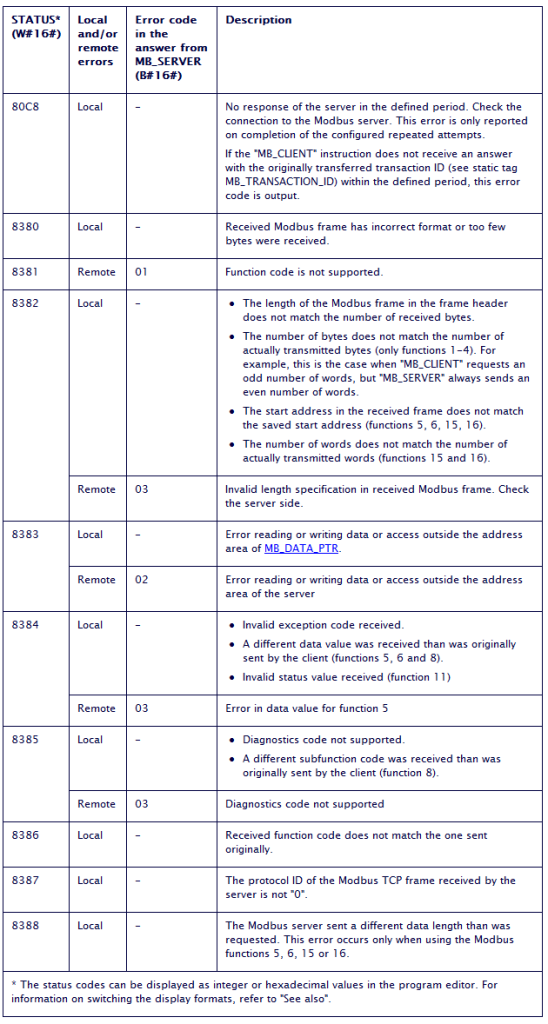 STATUS*
(W#16#)
Local
and/or
remote
errors
Error code
in the
answer from
MB_SERVER
(B#16#)
Description
80C8
Local
–
No response of the server in the defined period. Check the
connection to the Modbus server. This error is only reported
on completion of the configured repeated attempts.
If the "MB_CLIENT" instruction does not receive an answer
with the originally transferred transaction ID (see static tag
MB_TRANSACTION_ID) within the defined period, this error
code is output.
8380
Local
–
Received Modbus frame has incorrect format or too few
bytes were received.
8381
Remote
01
Function code is not supported.
8382
Local
–
• The length of the Modbus frame in the frame header
does not match the number of received bytes.
• The number of bytes does not match the number of
actually transmitted bytes (only functions 1-4). For
example, this is the case when "MB_CLIENT" requests an
odd number of words, but "MB_SERVER" always sends an
even number of words.
• The start address in the received frame does not match
the saved start address (functions 5, 6, 15, 16).
• The number of words does not match the number of
actually transmitted words (functions 15 and 16).
Remote
03
Invalid length specification in received Modbus frame. Check
the server side.
8383
Local
–
Error reading or writing data or access outside the address
area of MB_DATA_PTR.
Remote
02
Error reading or writing data or access outside the address
area of the server
8384
Local
–
• Invalid exception code received.
• A different data value was received than was originally
sent by the client (functions 5, 6 and 8).
• Invalid status value received (function 11)
Remote
03
Error in data value for function 5
8385
Local
–
• Diagnostics code not supported.
• A different subfunction code was received than was
originally sent by the client (function 8).
Remote
03
Diagnostics code not supported
8386
Local
–
Received function code does not match the one sent
originally.
8387
Local
–
The protocol ID of the Modbus TCP frame received by the
server is not "0".
8388
Local
–
The Modbus server sent a different data length than was
requested. This error occurs only when using the Modbus
functions 5, 6, 15 or 16.
* The status codes can be displayed as integer or hexadecimal values in the program editor. For
information on switching the display formats, refer to "See also".